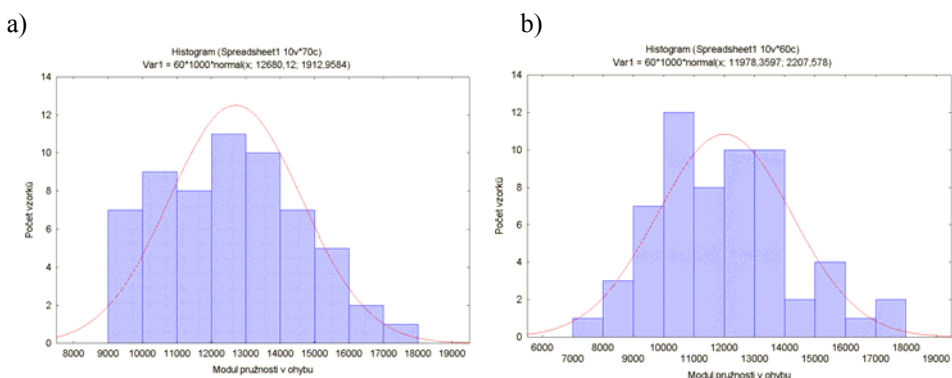 a)
Histogram (Spreadsheet1 10v*70c)
Var1 = 60*1000*normal(x; 12680,12; 1912,9584)
14
12
10
8
6
4
2
0
Počet vzorků
8000 9000 10000 11000 12000 13000 14000 15000 16000 17000 18000 19000
Modul pružnosti v ohybu
b)
Histogram (Spreadsheet1 10v*60c)
Var1 = 60*1000*normal(x; 11978,3597; 2207,578)
14
12
10
8
6
4
2
0
Počet vzorků
6000 8000 10000 12000 14000 16000 18000
7000 9000 11000 13000 15000 17000 19000
Modul pružnosti v ohybu